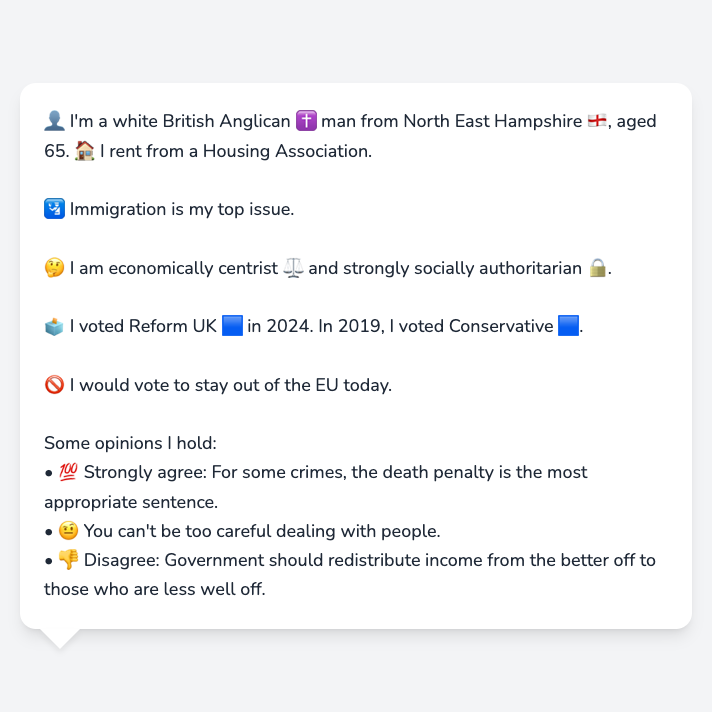 👤 I'm a white British Anglican ✝️ man from North East Hampshire 🏴󠁧󠁢󠁥󠁮󠁧󠁿, aged
65. 🏠 I rent from a Housing Association.
🛂 Immigration is my top issue.
🤔 I am economically centrist ⚖️ and strongly socially authoritarian 🔒.
🗳️ I voted Reform UK 🟦 in 2024. In 2019, I voted Conservative 🟦.
🚫 I would vote to stay out of the EU today.
Some opinions I hold:
• 💯 Strongly agree: For some crimes, the death penalty is the most
appropriate sentence.
• 🤨 You can't be too careful dealing with people.
• 👎 Disagree: Government should redistribute income from the better off to
those who are less well off.